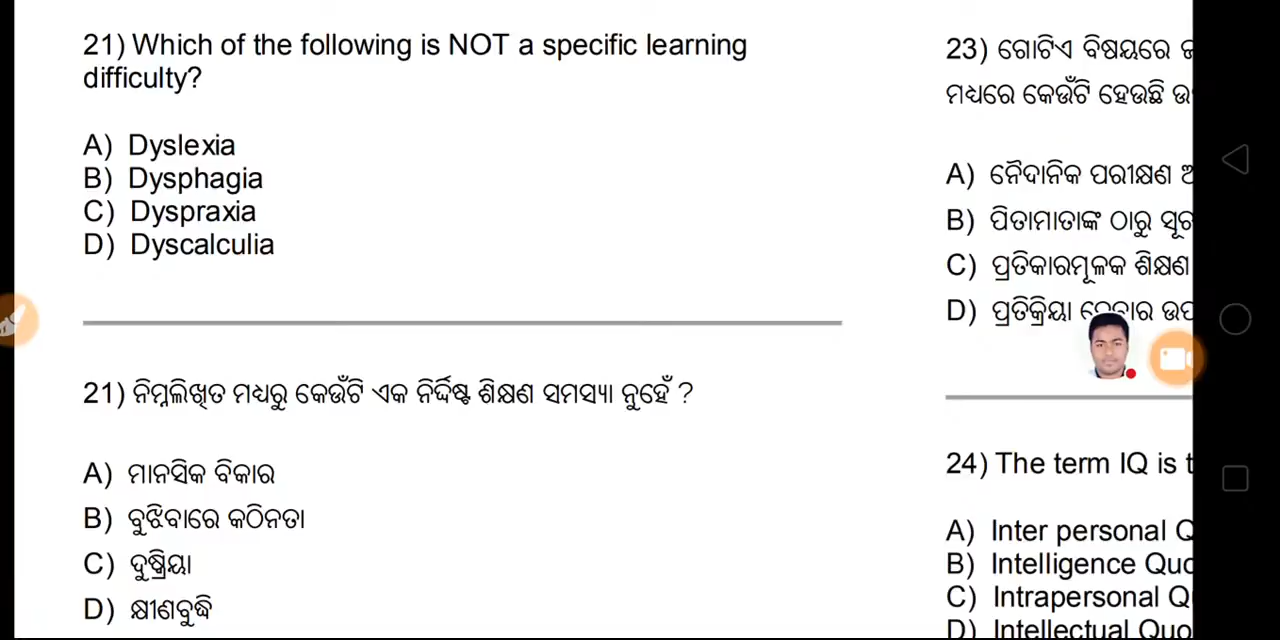 21) Which of the following is NOT a specific learning
difficulty?
A) Dyslexia
B) Dysphagia
C) Dyspraxia
D) Dyscalculia
21) ନିମ୍ନଲିଖିତ ମଧ୍ୟରୁ କେଉଁଟି ଏକ ନିର୍ଦ୍ଦିଷ୍ଟ ଶିକ୍ଷଣ ସମସ୍ୟା ନୁହେଁ ?
A) ମାନସିକ ବିକାର
B) ବୁଝିବାରେ କଠିନତା
C) ଦୁଷ୍କ୍ରିୟା
D) କ୍ଷୀଣବୁଦ୍ଧି
23) ଗୋଟିଏ ବିଷୟରେ
ମଧ୍ୟରେ କେଉଁଟି ହେଉଛି
A) ନୈଦାନିକ ପରୀକ୍ଷଣ
B) ପିତାମାତାଙ୍କ ଠାରୁ
C) ପ୍ରତିକାରମୂଳକ ଶିକ୍ଷଣ
D) ପ୍ରତିକ୍ରିୟା
24) The term IQ is
A) Inter personal
B) Intelligence
C) Intrapersonal
D) Intellectual